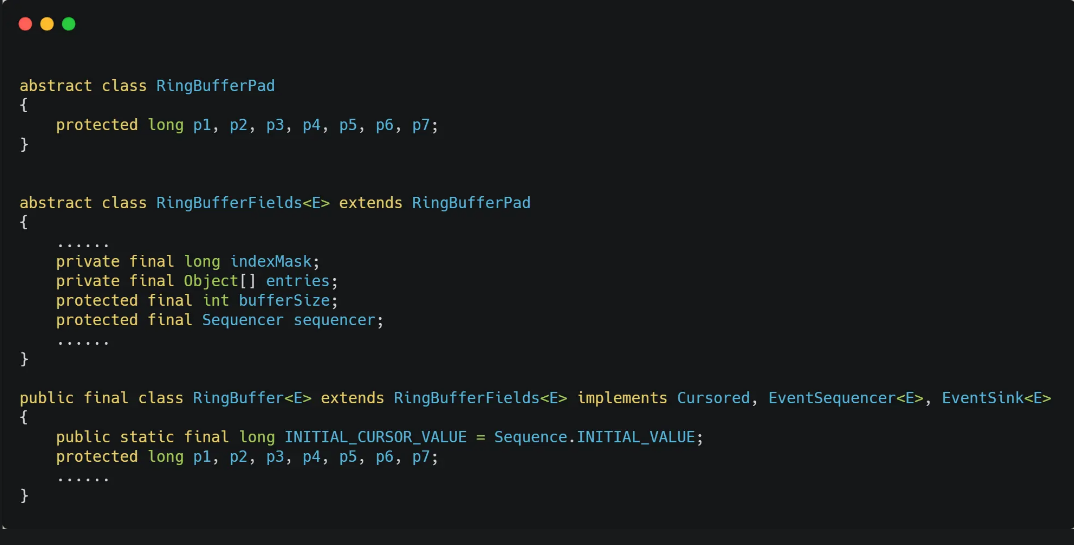 abstract class RingBufferPad
{
    protected long p1, p2, p3, p4, p5, p6, p7;
}
abstract class RingBufferFields<E> extends RingBufferPad
{
    ......
    private final long indexMask;
    private final Object[] entries;
    protected final int bufferSize;
    protected final Sequencer sequencer;
    ......
}
public final class RingBuffer<E> extends RingBufferFields<E> implements Cursored, EventSequencer<E>, EventSink<E>
{
    public static final long INITIAL_CURSOR_VALUE = Sequence.INITIAL_VALUE;
    protected long p1, p2, p3, p4, p5, p6, p7;
    ......
}